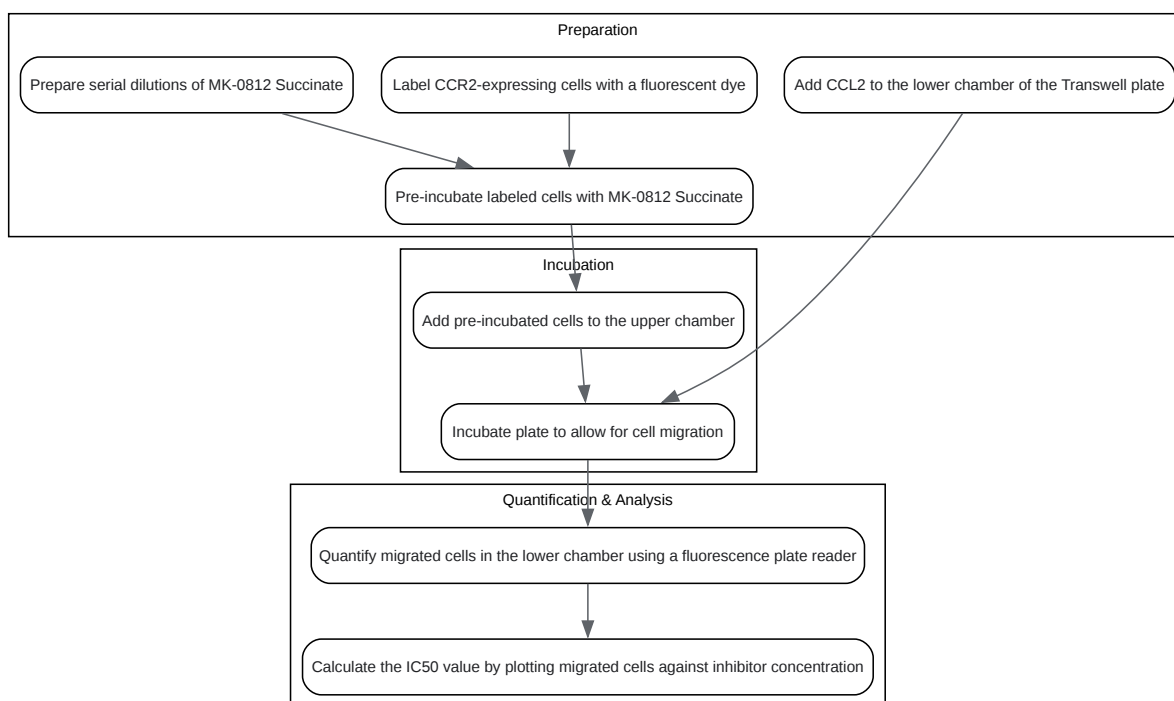 Preparation
Prepare serial dilutions of MK-0812 Succinate
Label CCR2-expressing cells with a fluorescent dye
Add CCL2 to the lower chamber of the Transwell plate
Pre-incubate labeled cells with MK-0812 Succinate
Incubation
Add pre-incubated cells to the upper chamber
Incubate plate to allow for cell migration
Quantification & Analysis
Quantify migrated cells in the lower chamber using a fluorescence plate reader
Calculate the IC50 value by plotting migrated cells against inhibitor concentration